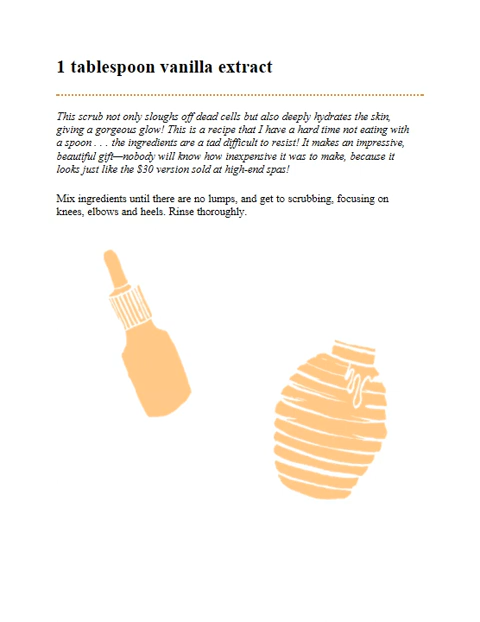 1 tablespoon vanilla extract
This scrub not only sloughs off dead cells but also deeply hydrates the skin,
giving a gorgeous glow! This is a recipe that I have a hard time not eating with
a spoon . . . the ingredients are a tad difficult to resist! It makes an impressive,
beautiful gift—nobody will know how inexpensive it was to make, because it
looks just like the $30 version sold at high-end spas!
Mix ingredients until there are no lumps, and get to scrubbing, focusing on
knees, elbows and heels. Rinse thoroughly.